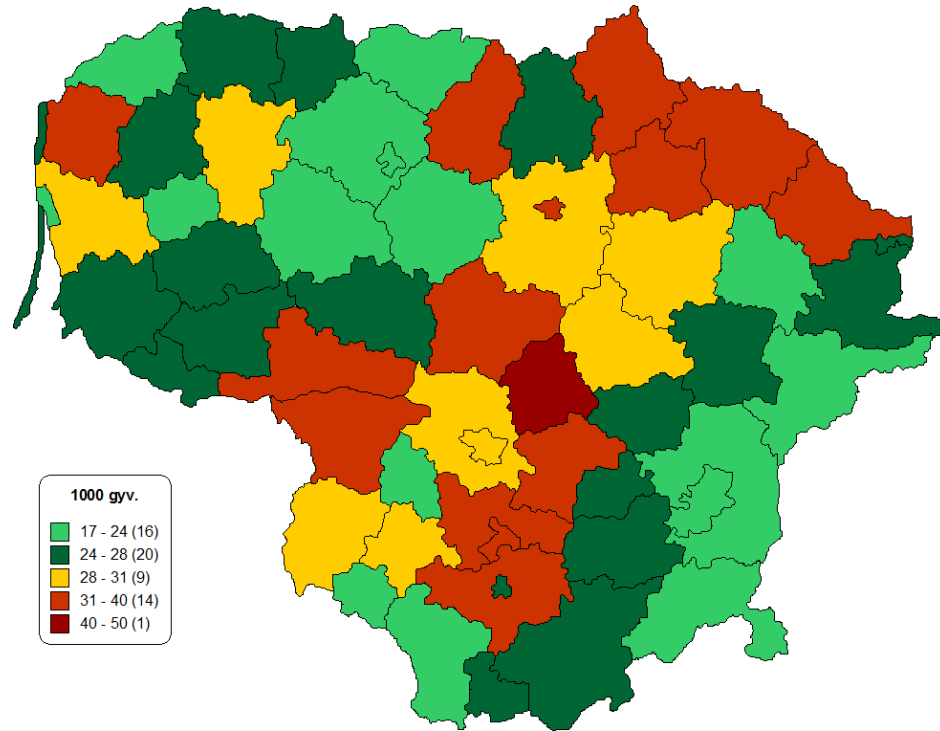 1000 gyv.
17 - 24 (16)
24 - 28 (20)
28 - 31 (9)
31 - 40 (14)
40 - 50 (1)